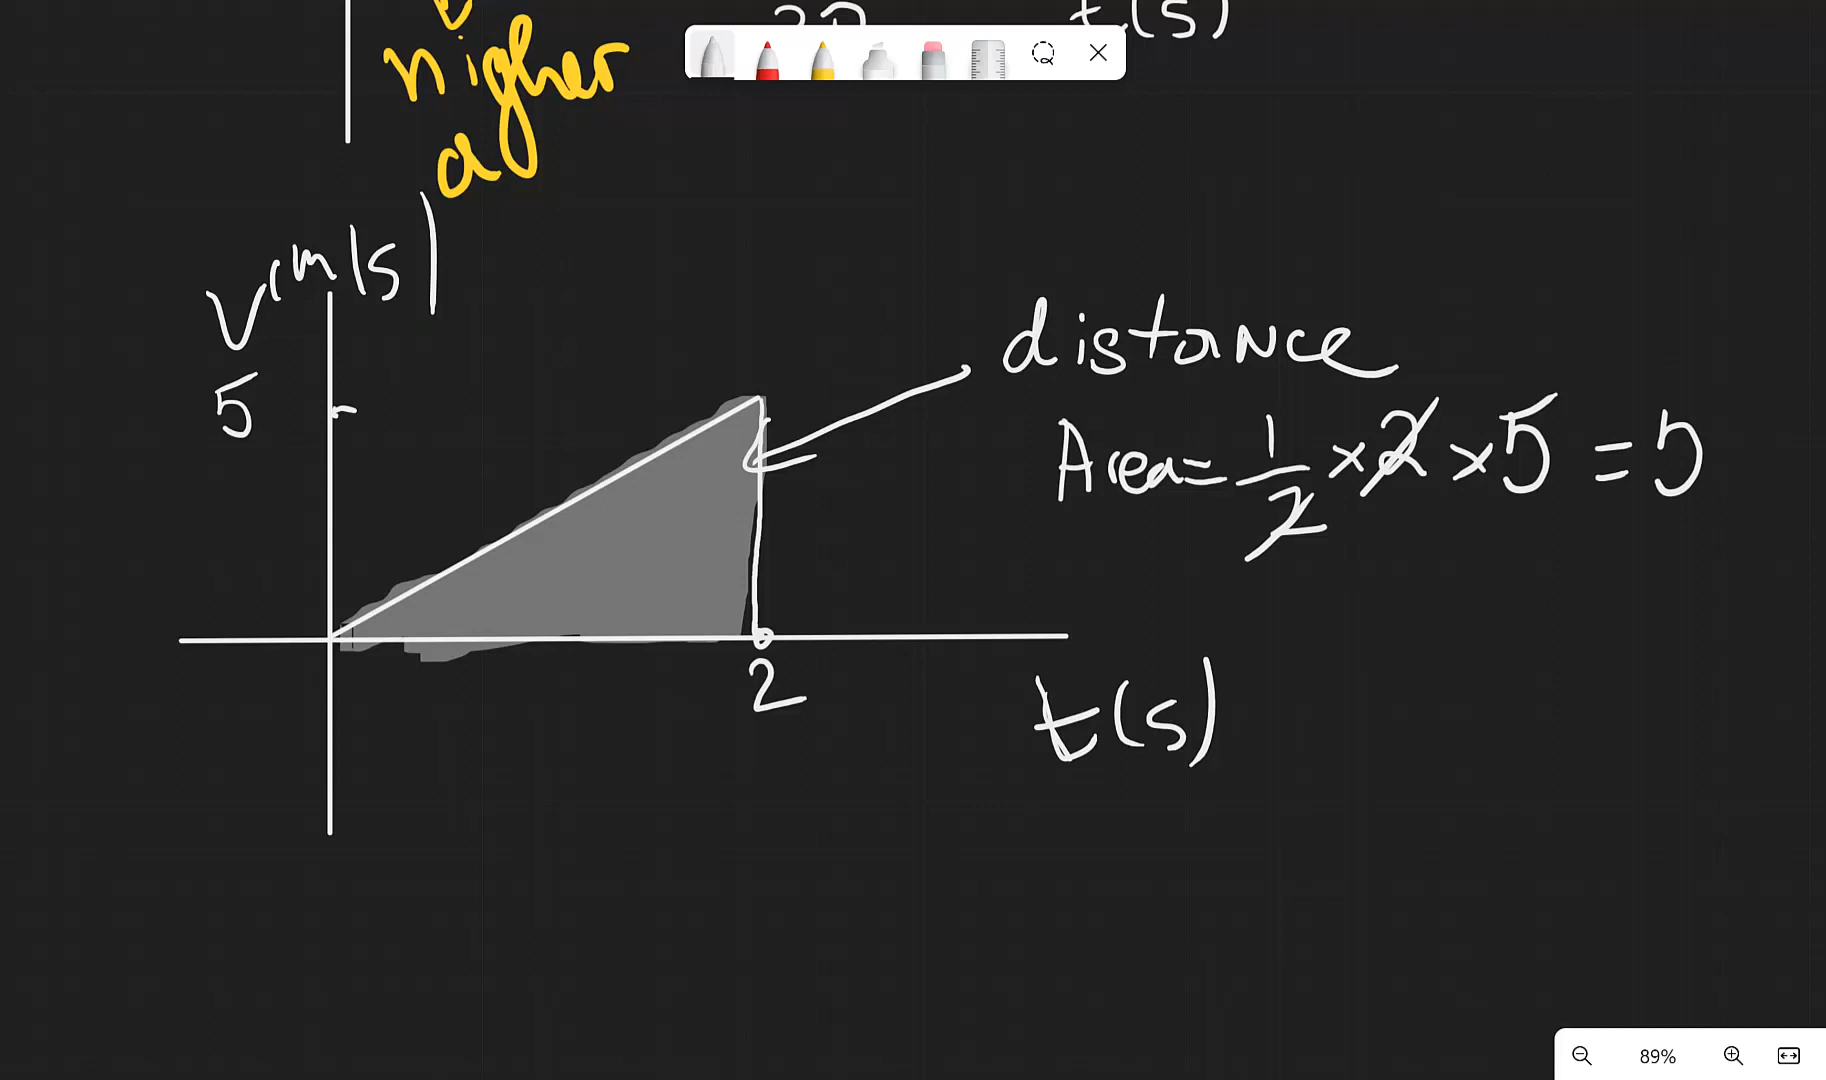 t(s)
higher
a
V(m/s)
5
distance
Area = 1/2 × 2 × 5 = 5
2
t(s)
89%